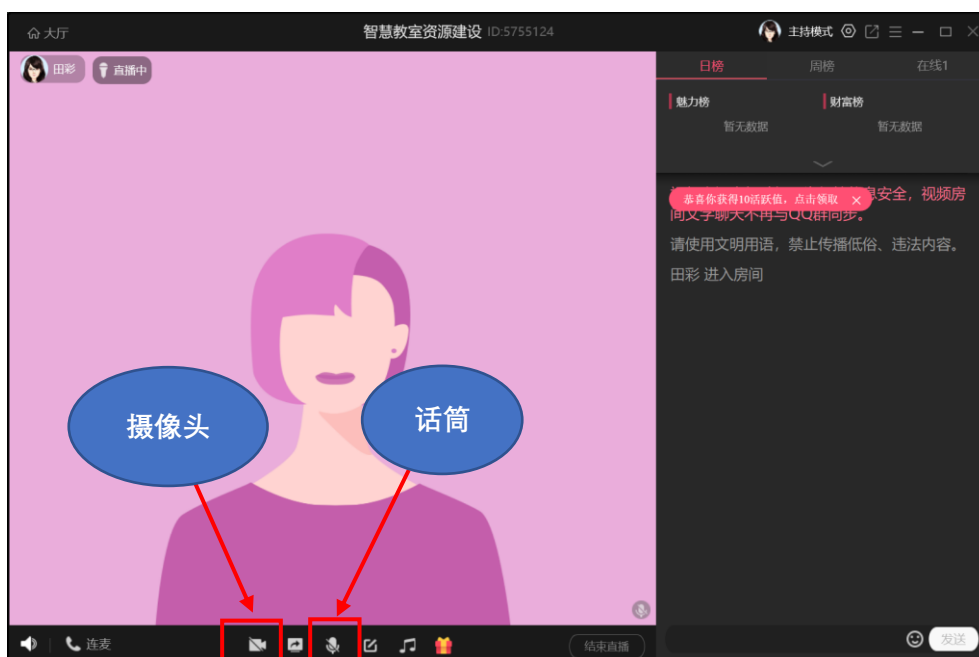 大厅
智慧教室资源建设 ID:5755124
主持模式
田彩
直播中
日榜
周榜
在线1
魅力榜
财富榜
暂无数据
暂无数据
恭喜你获得10活跃值，点击领取
息安全，视频房
间文字聊天不再与QQ群同步。
请使用文明用语，禁止传播低俗、违法内容。
田彩 进入房间
摄像头
话筒
连麦
结束直播
发送